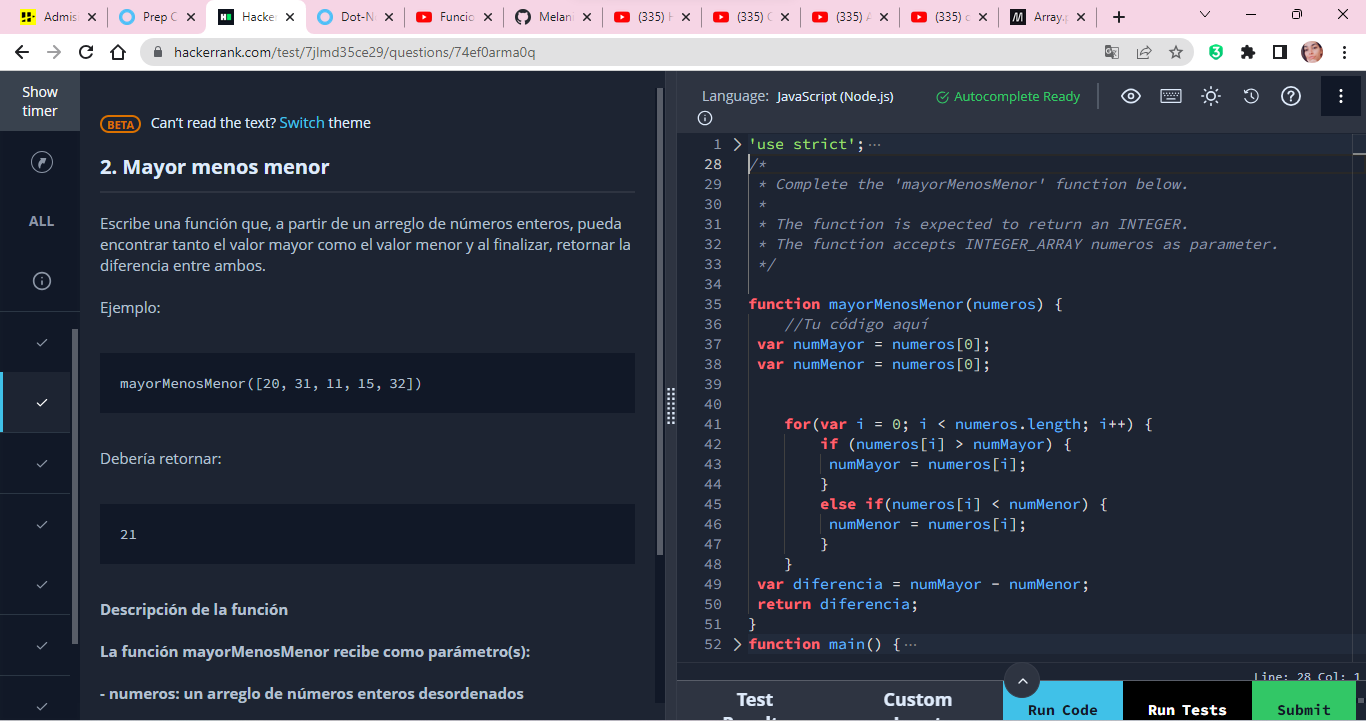 Admis
Prep C
Hacke
Dot-N
Funcio
Melan
(335) H
(335) C
(335) A
(335) c
Array.p
hackerrank.com/test/7jlmd35ce29/questions/74ef0arma0q
Show
timer
ALL
BETA Can't read the text? Switch theme
2. Mayor menos menor
Escribe una función que, a partir de un arreglo de números enteros, pueda
encontrar tanto el valor mayor como el valor menor y al finalizar, retornar la
diferencia entre ambos.
Ejemplo:
mayorMenosMenor([20, 31, 11, 15, 32])
Debería retornar:
21
Descripción de la función
La función mayorMenosMenor recibe como parámetro(s):
- numeros: un arreglo de números enteros desordenados
Language: JavaScript (Node.js)
Autocomplete Ready
1 'use strict';
28 /*
29 * Complete the 'mayorMenosMenor' function below.
30 *
31 * The function is expected to return an INTEGER.
32 * The function accepts INTEGER_ARRAY numeros as parameter.
33 */
34
35 function mayorMenosMenor(numeros) {
36 //Tu código aquí
37 var numMayor = numeros[0];
38 var numMenor = numeros[0];
39
40
41 for(var i = 0; i < numeros.length; i++) {
42 if (numeros[i] > numMayor) {
43 numMayor = numeros[i];
44 }
45 else if(numeros[i] < numMenor) {
46 numMenor = numeros[i];
47 }
48 }
49 var diferencia = numMayor - numMenor;
50 return diferencia;
51 }
52 function main() {
Line: 28 Col: 1
Test
Custom
Run Code
Run Tests
Submit